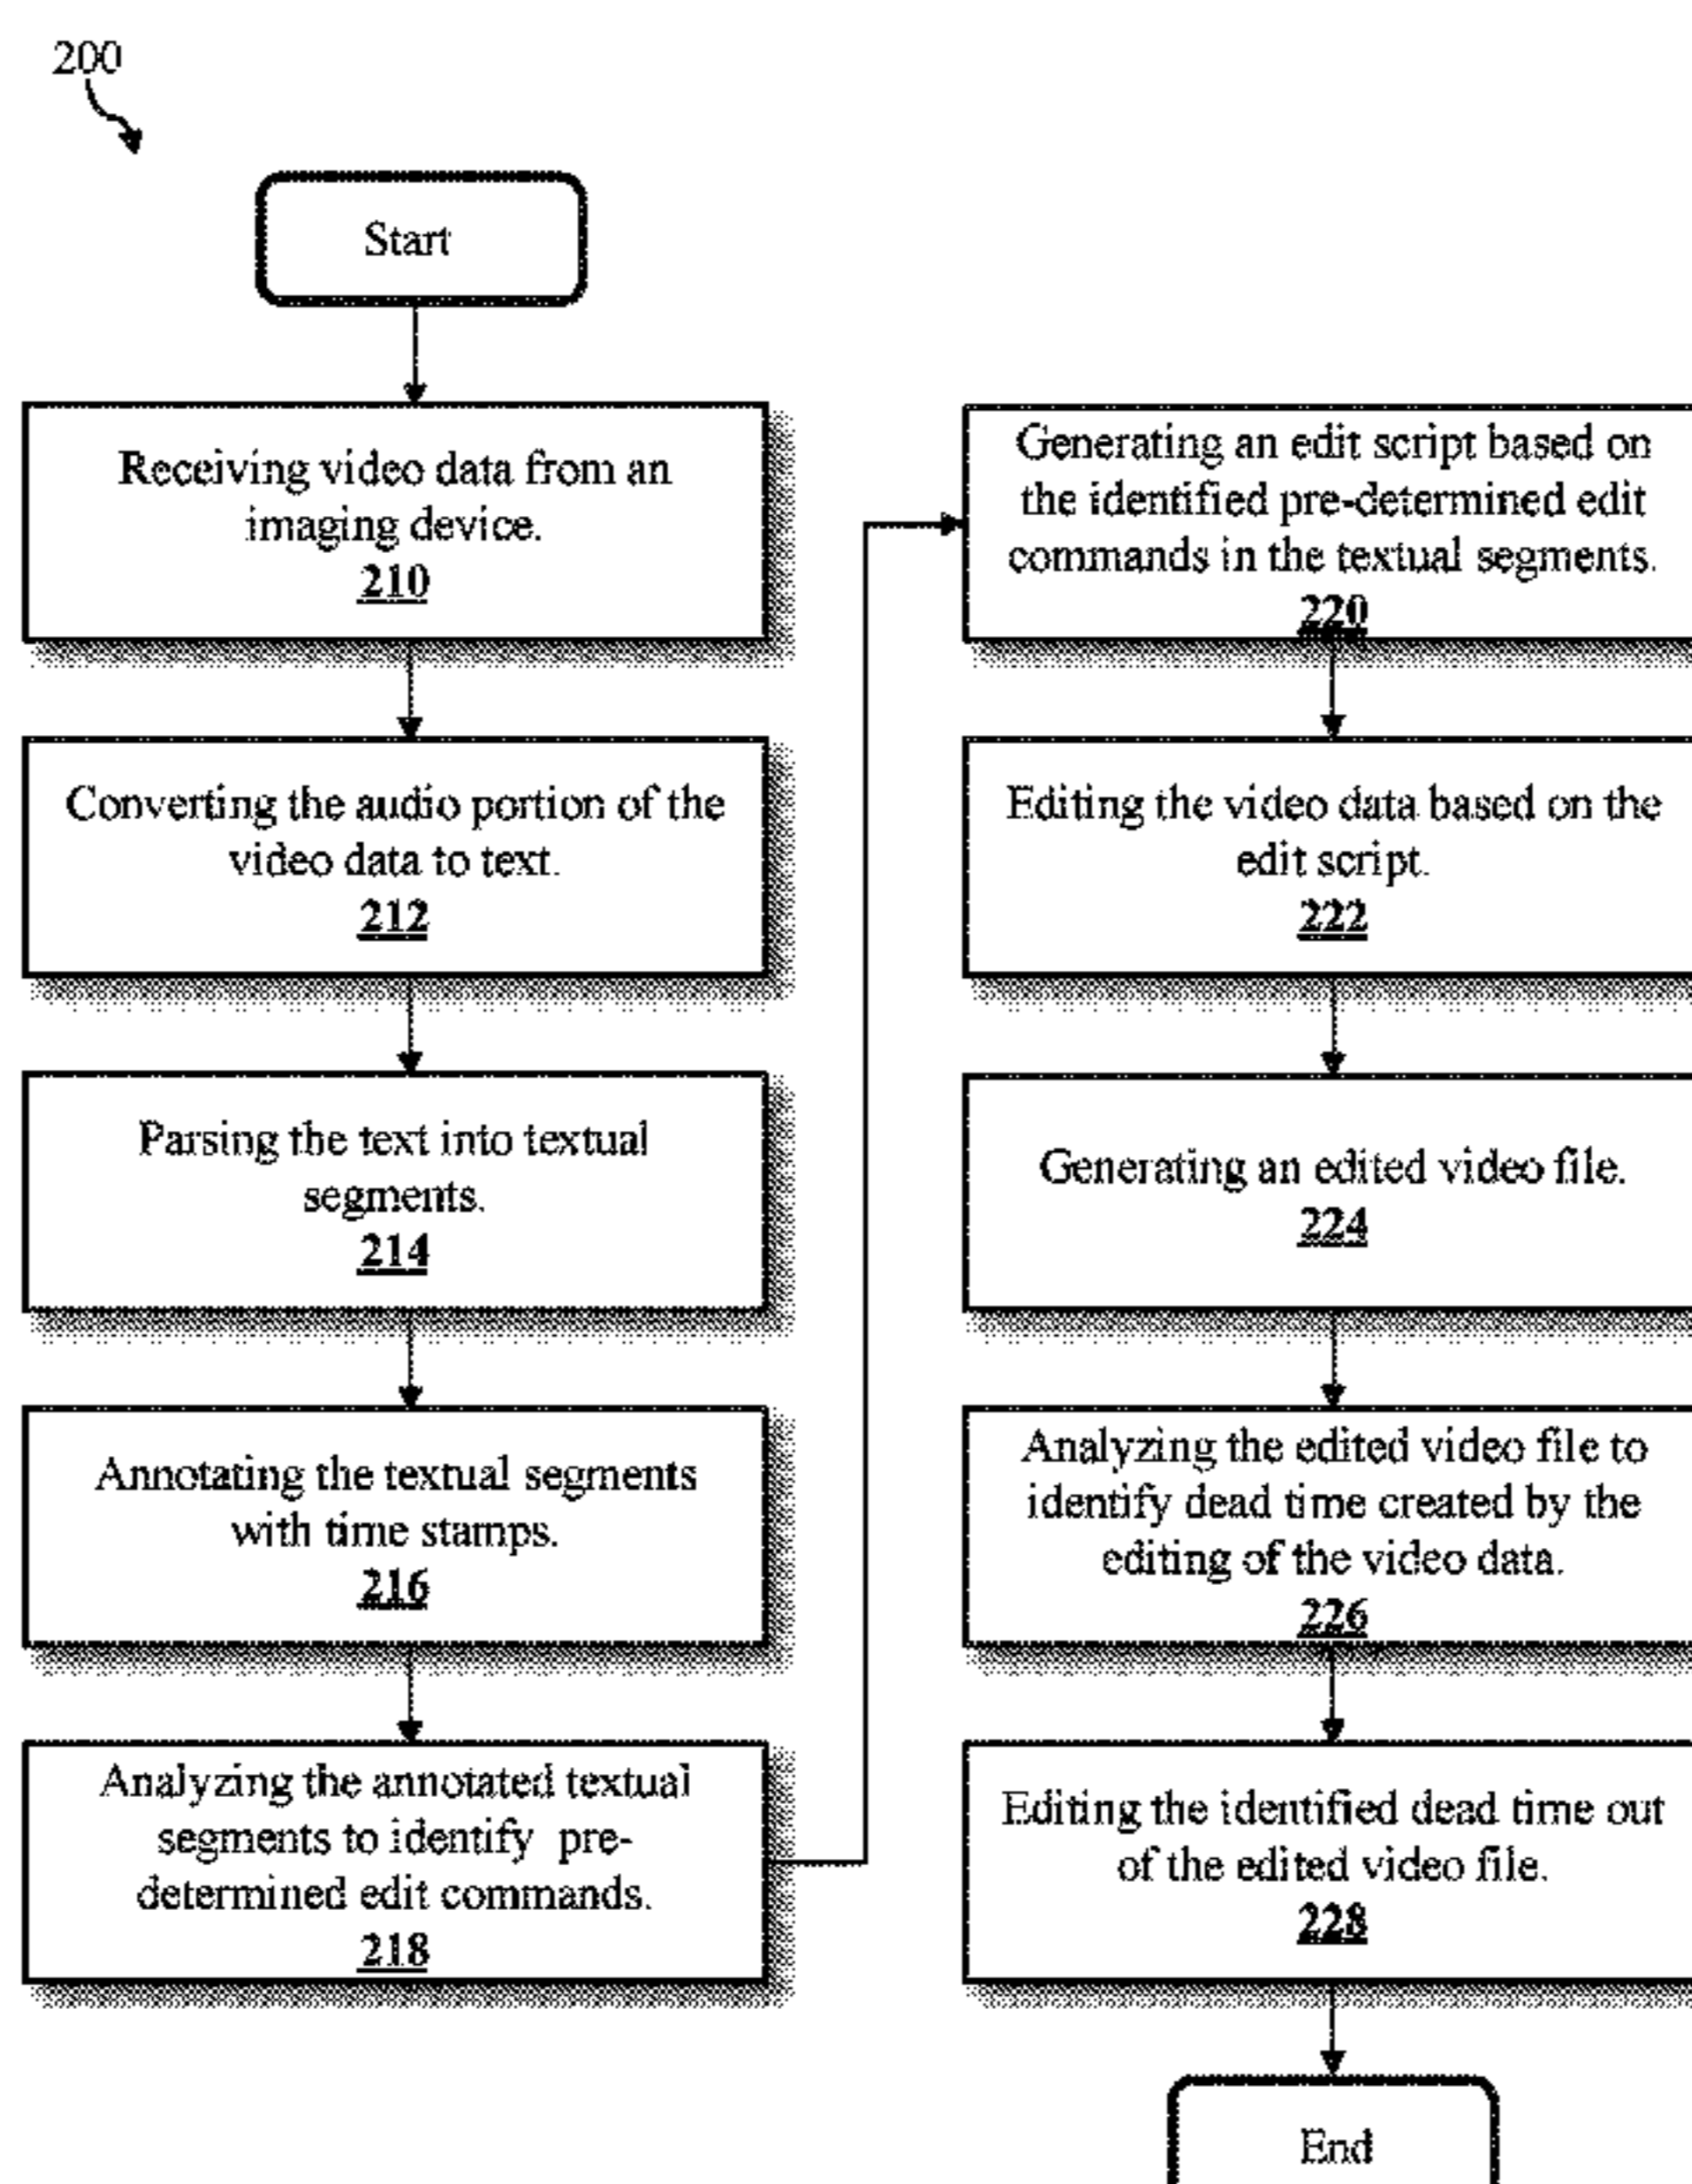 200
Start
Receiving video data from an
imaging device.
210
Converting the audio portion of the
video data to text.
212
Parsing the text into textual
segments.
214
Annotating the textual segments
with time stamps.
216
Analyzing the annotated textual
segments to identify pre-
determined edit commands.
218
Generating an edit script based on
the identified pre-determined edit
commands in the textual segments.
220
Editing the video data based on the
edit script.
222
Generating an edited video file.
224
Analyzing the edited video file to
identify dead time created by the
editing of the video data.
226
Editing the identified dead time out
of the edited video file.
228
End